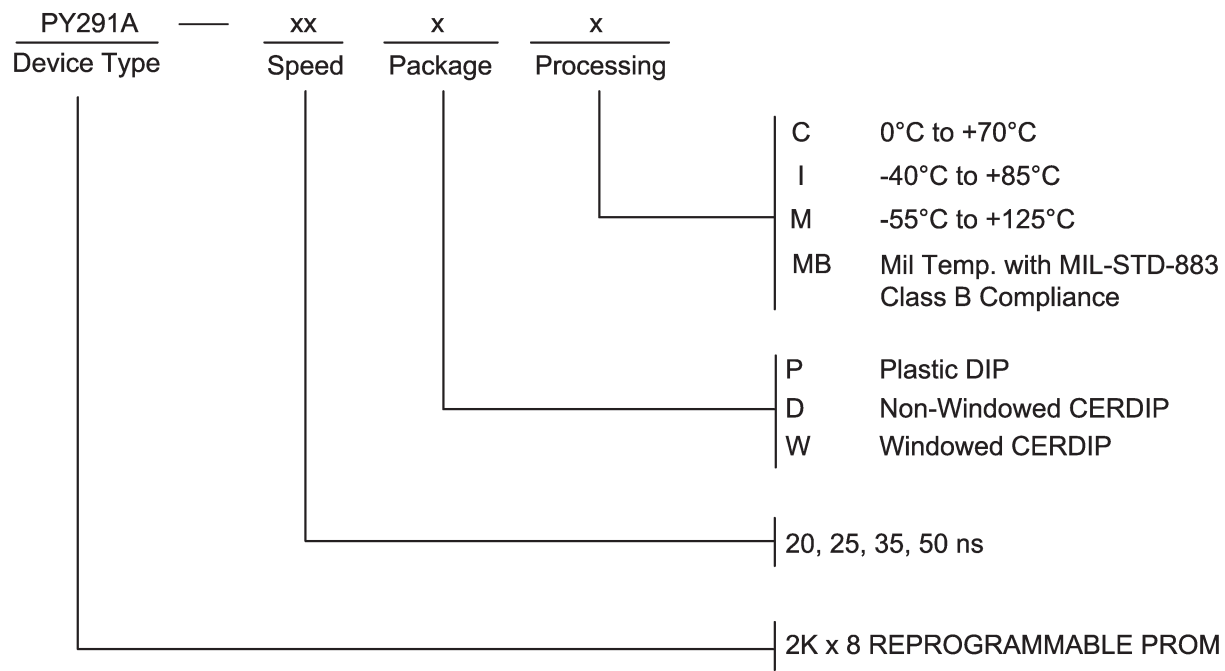 PY291A — xx x x
Device Type Speed Package Processing
C 0°C to +70°C
I -40°C to +85°C
M -55°C to +125°C
MB Mil Temp. with MIL-STD-883
Class B Compliance
P Plastic DIP
D Non-Windowed CERDIP
W Windowed CERDIP
20, 25, 35, 50 ns
2K x 8 REPROGRAMMABLE PROM